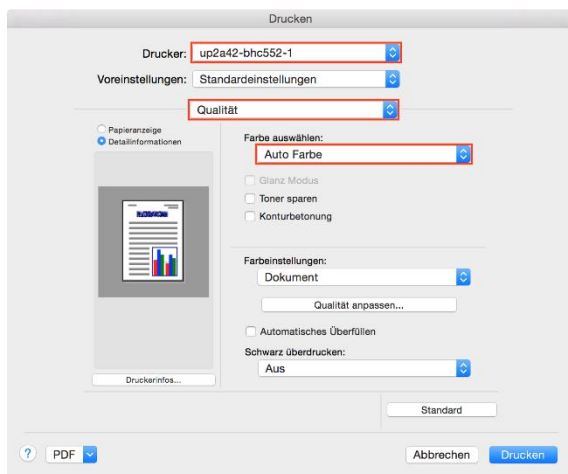 Drucken
Drucker: up2a42-bhc552-1
Voreinstellungen: Standardeinstellungen
Qualität
Papieranzeige
Detailinformationen
Farbe auswählen:
Auto Farbe
Glanz Modus
Toner sparen
Konturbetonung
Farbeinstellungen:
Dokument
Qualität anpassen...
Automatisches Überfüllen
Schwarz überdrucken:
Aus
Druckerinfos...
Standard
? PDF Abbrechen Drucken